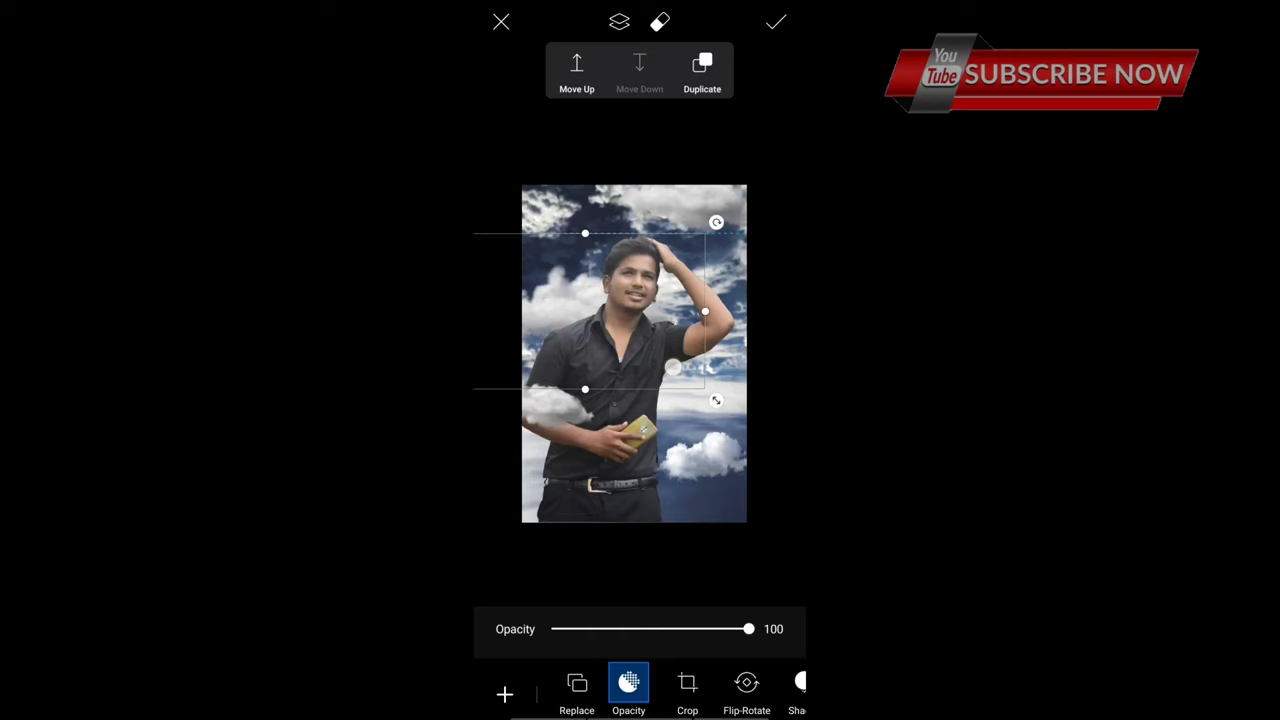 You
Tube SUBSCRIBE NOW
Move Up Move Down Duplicate
Opacity 100
Replace Opacity Crop Flip-Rotate Sha